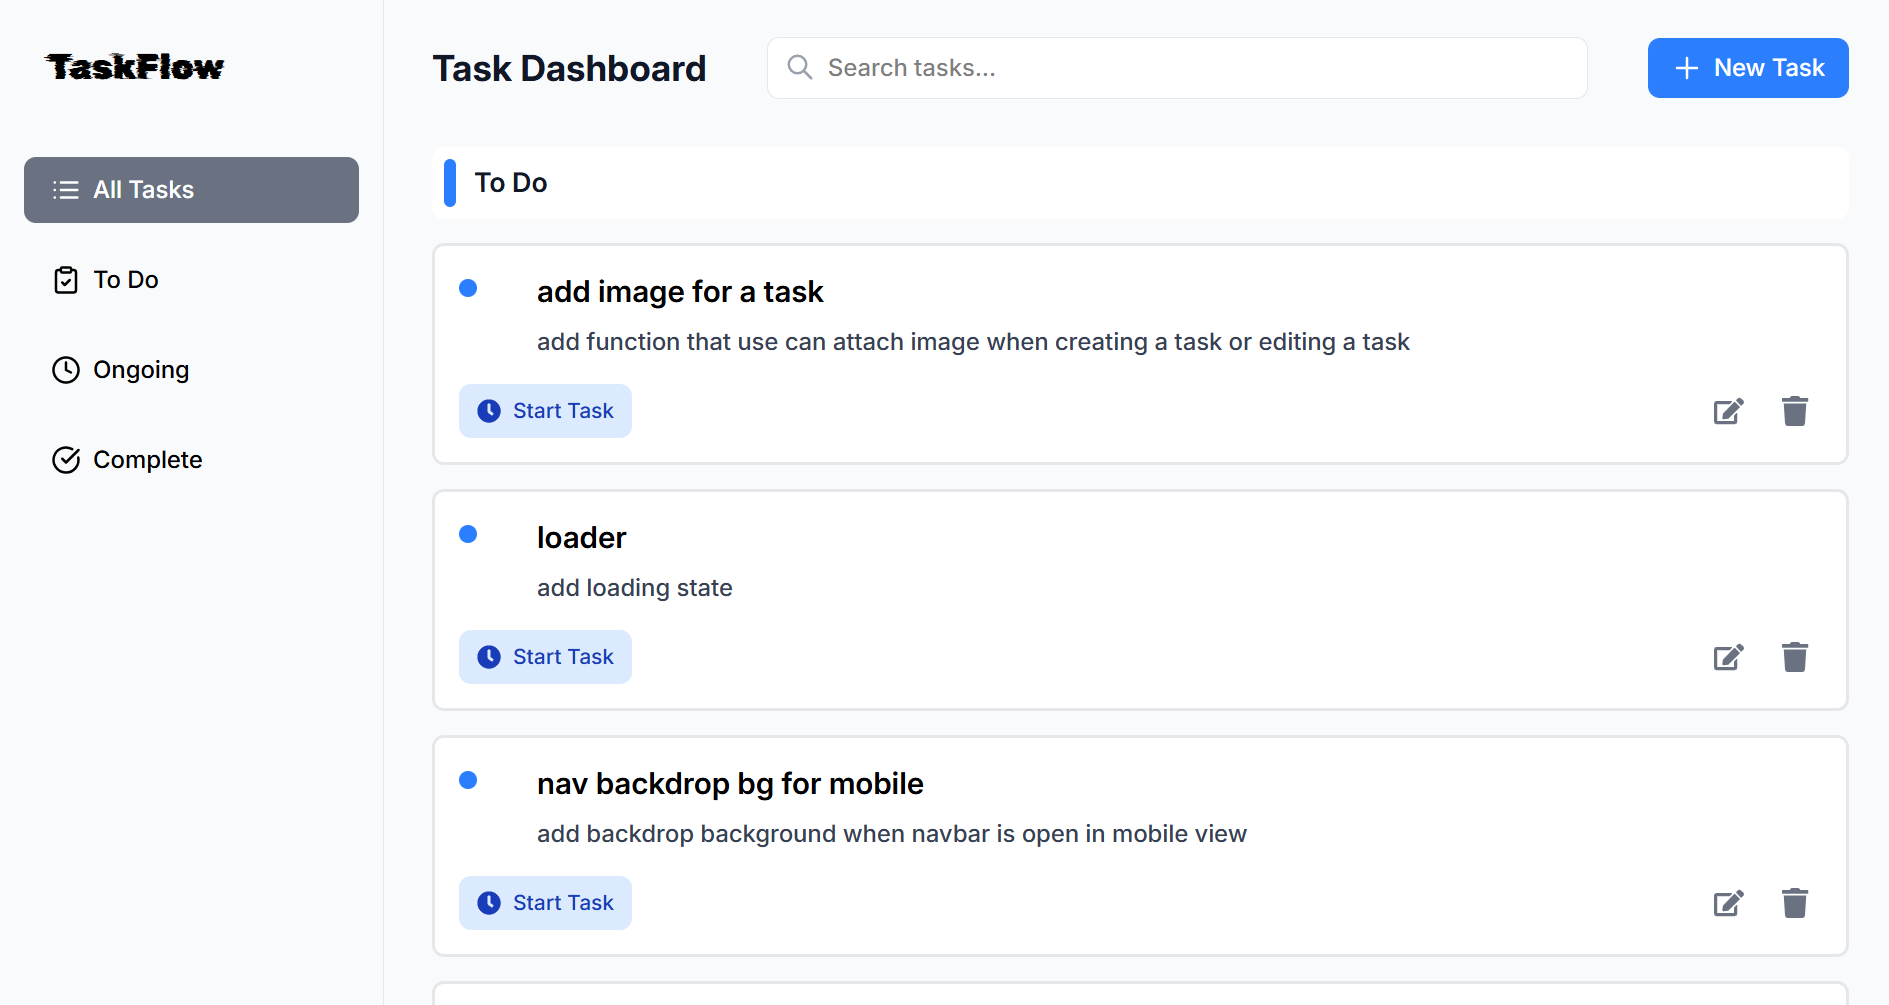 TaskFlow
All Tasks
To Do
Ongoing
Complete
Task Dashboard
Search tasks...
New Task
To Do
add image for a task
add function that use can attach image when creating a task or editing a task
Start Task
loader
add loading state
Start Task
nav backdrop bg for mobile
add backdrop background when navbar is open in mobile view
Start Task